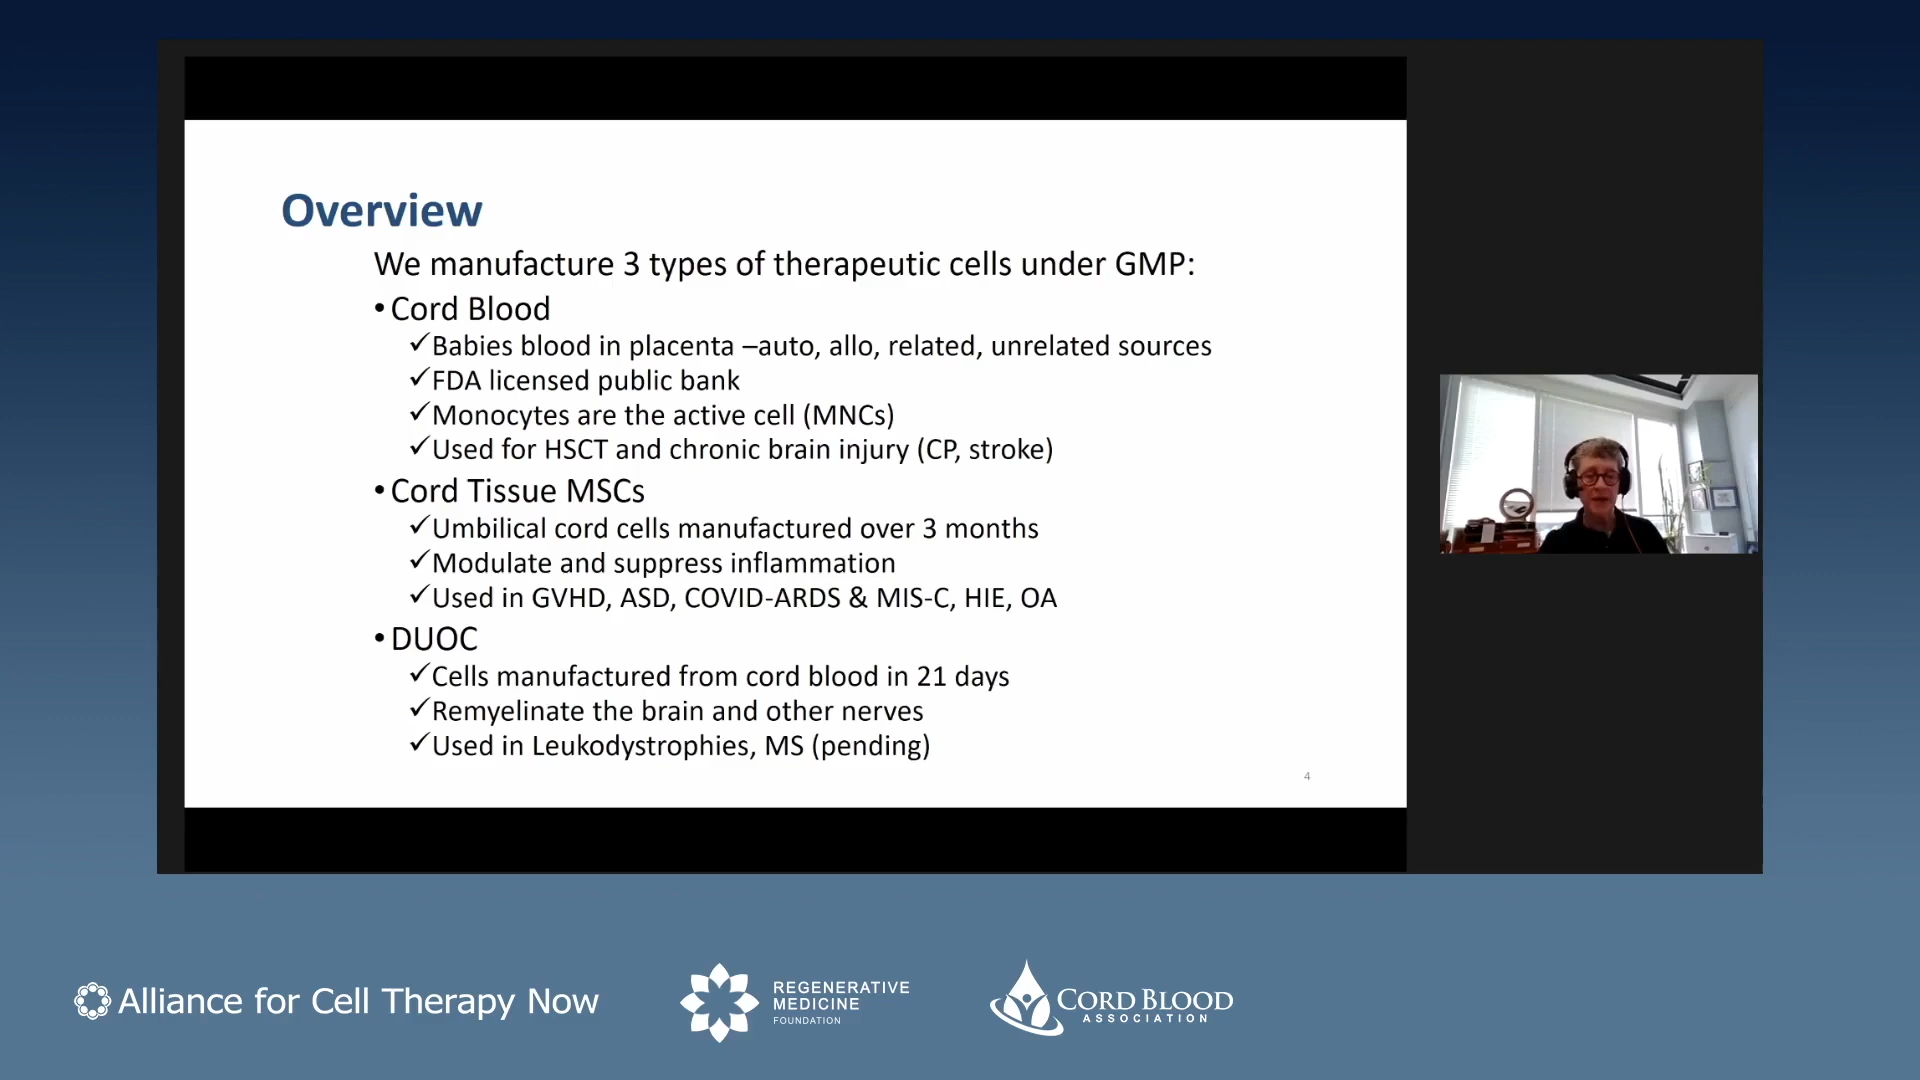 Overview
We manufacture 3 types of therapeutic cells under GMP:
• Cord Blood
✓Babies blood in placenta –auto, allo, related, unrelated sources
✓FDA licensed public bank
✓Monocytes are the active cell (MNCs)
✓Used for HSCT and chronic brain injury (CP, stroke)
• Cord Tissue MSCs
✓Umbilical cord cells manufactured over 3 months
✓Modulate and suppress inflammation
✓Used in GVHD, ASD, COVID-ARDS & MIS-C, HIE, OA
• DUOC
✓Cells manufactured from cord blood in 21 days
✓Remyelinate the brain and other nerves
✓Used in Leukodystrophies, MS (pending)
4
Alliance for Cell Therapy Now
REGENERATIVE
MEDICINE
FOUNDATION
CORD BLOOD
ASSOCIATION